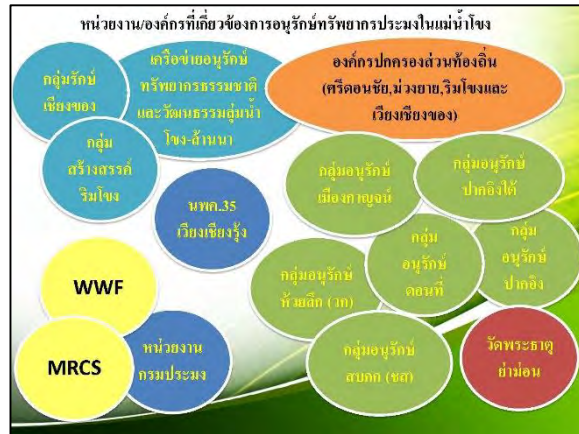 หน่วยงาน/องค์กรที่เกี่ยวข้องการอนุรักษ์ทรัพยากรประมงในแม่น้ำโขง
กลุ่มรักษ์
เชียงของ
เครือข่ายอนุรักษ์
ทรัพยากรธรรมชาติ
และวัฒนธรรมลุ่มน้ำ
โขง-ล้านนา
องค์กรปกครองส่วนท้องถิ่น
(ศรีดอนชัย,ม่วงยาย,ริมโขงและ
เวียงเชียงของ)
กลุ่ม
สร้างสรรค์
ริมโขง
นพค.35
เวียงเชียงรุ้ง
กลุ่มอนุรักษ์
เมืองกาญจน์
กลุ่มอนุรักษ์
ปากอิงใต้
กลุ่มอนุรักษ์
ห้วยลึก (วก)
กลุ่ม
อนุรักษ์
ดอนที่
กลุ่ม
อนุรักษ์
ปากอิง
WWF
MRCS
หน่วยงาน
กรมประมง
กลุ่มอนุรักษ์
สบกก (ชส)
วัดพระธาตุ
ย่าม่อน